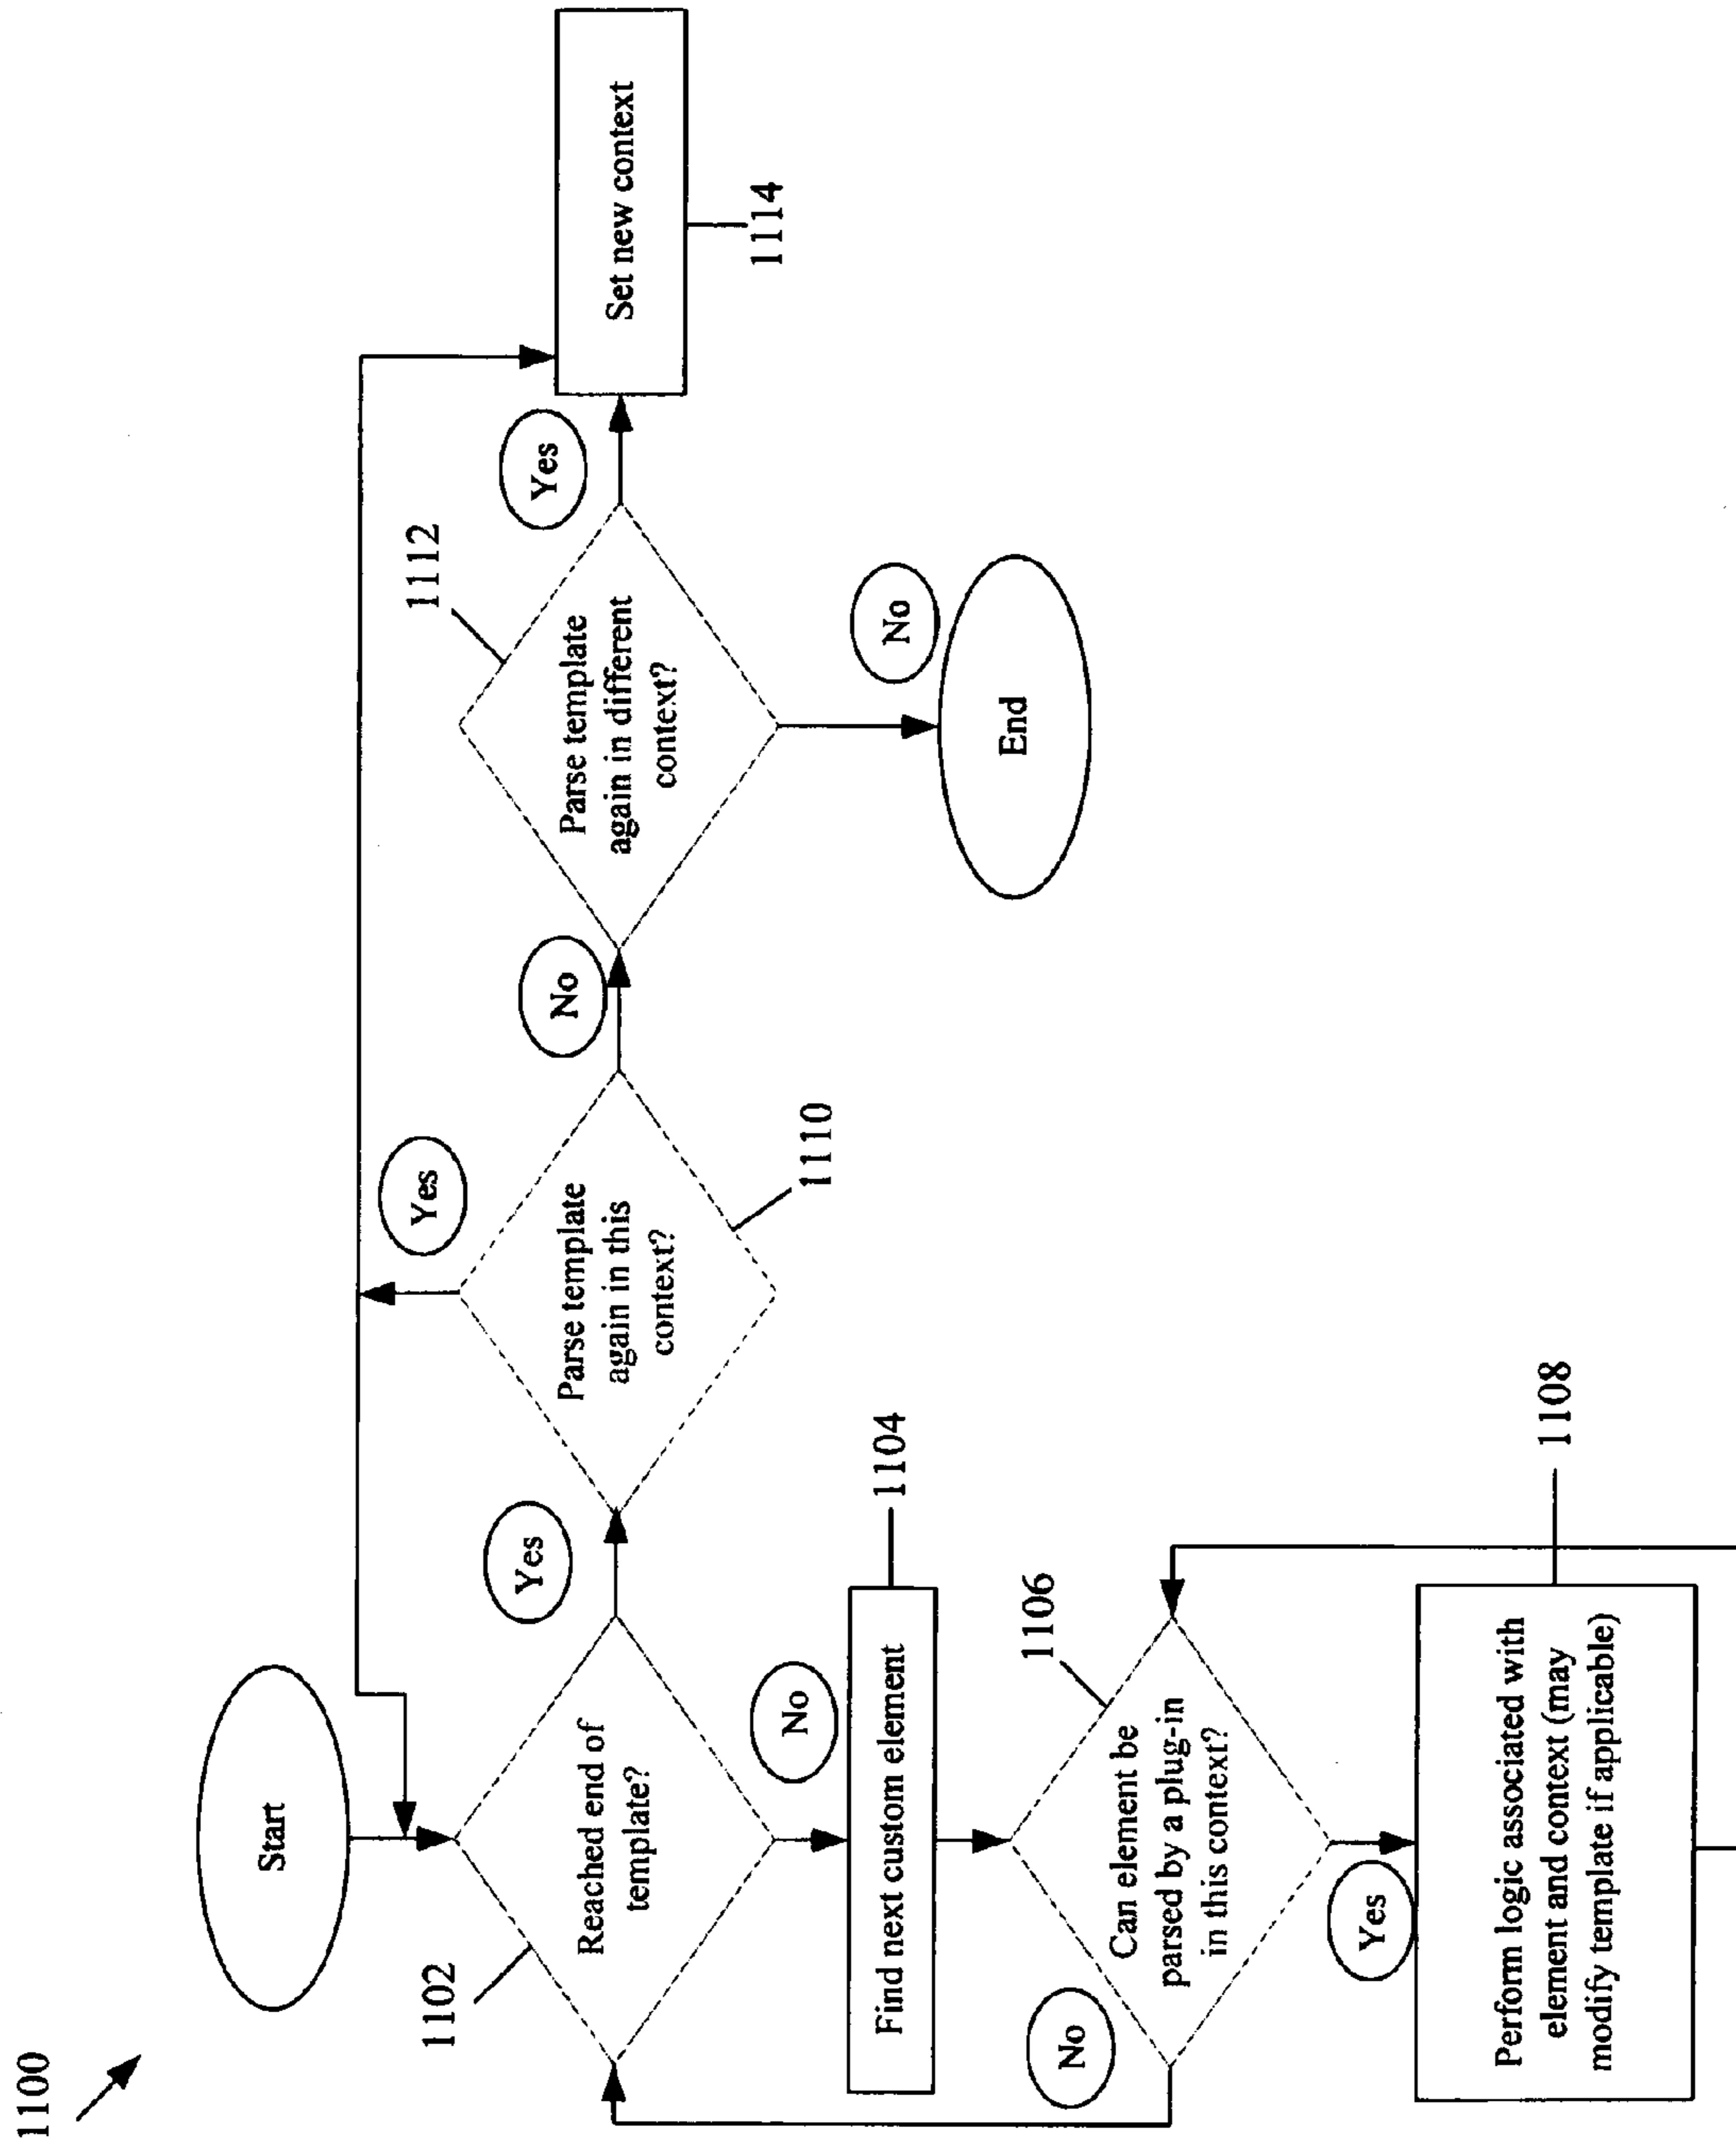 1100
Start
1102
Reached end of
template?
Yes
No
Find next custom element
1104
1106
Can element be
parsed by a plug-in
in this context?
No
Yes
Perform logic associated with
element and context (may
modify template if applicable)
1108
Parse template
again in this
context?
1110
Yes
No
1112
Parse template
again in different
context?
Yes
No
End
Set new context
1114